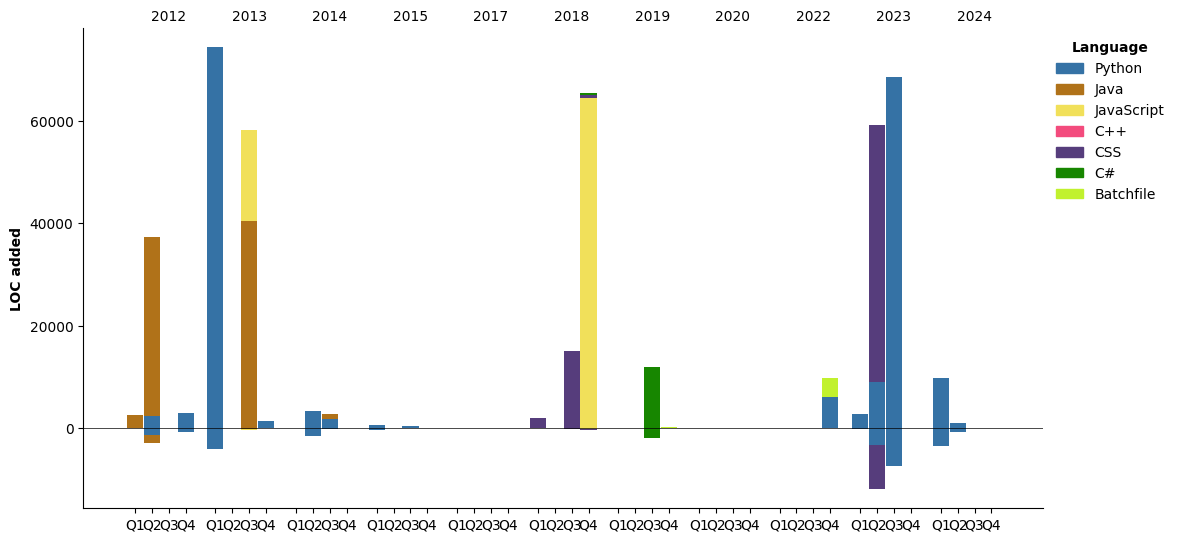 2012 2013 2014 2015 2017 2018 2019 2020 2022 2023 2024
Language
Python
Java
JavaScript
C++
CSS
C#
Batchfile
LOC added
60000
40000
20000
0
Q1Q2Q3Q4 Q1Q2Q3Q4 Q1Q2Q3Q4 Q1Q2Q3Q4 Q1Q2Q3Q4 Q1Q2Q3Q4 Q1Q2Q3Q4 Q1Q2Q3Q4 Q1Q2Q3Q4 Q1Q2Q3Q4 Q1Q2Q3Q4